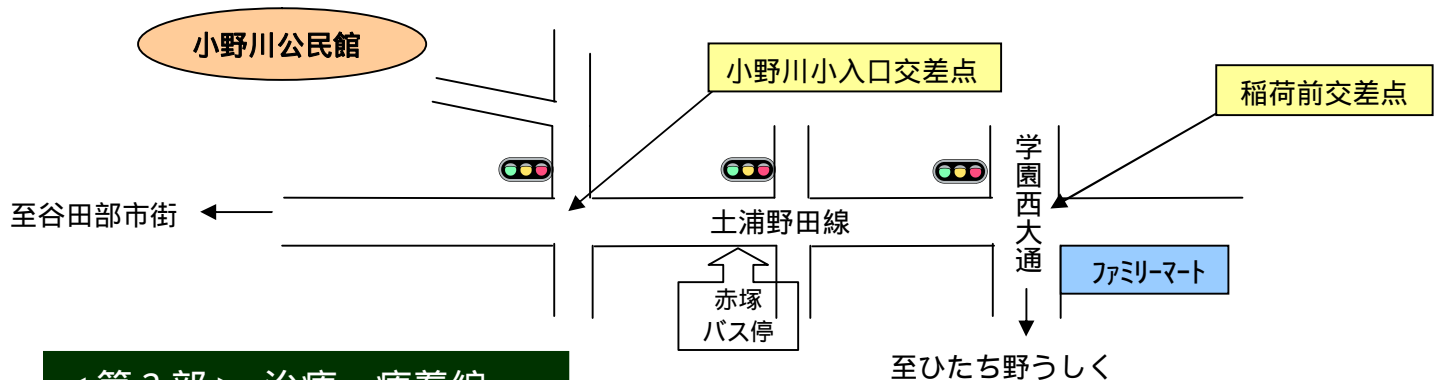 小野川公民館
小野川小入口交差点
稲荷前交差点
学園西大通
至谷田部市街
土浦野田線
ファミリーマート
赤塚
バス停
至ひたち野うしく